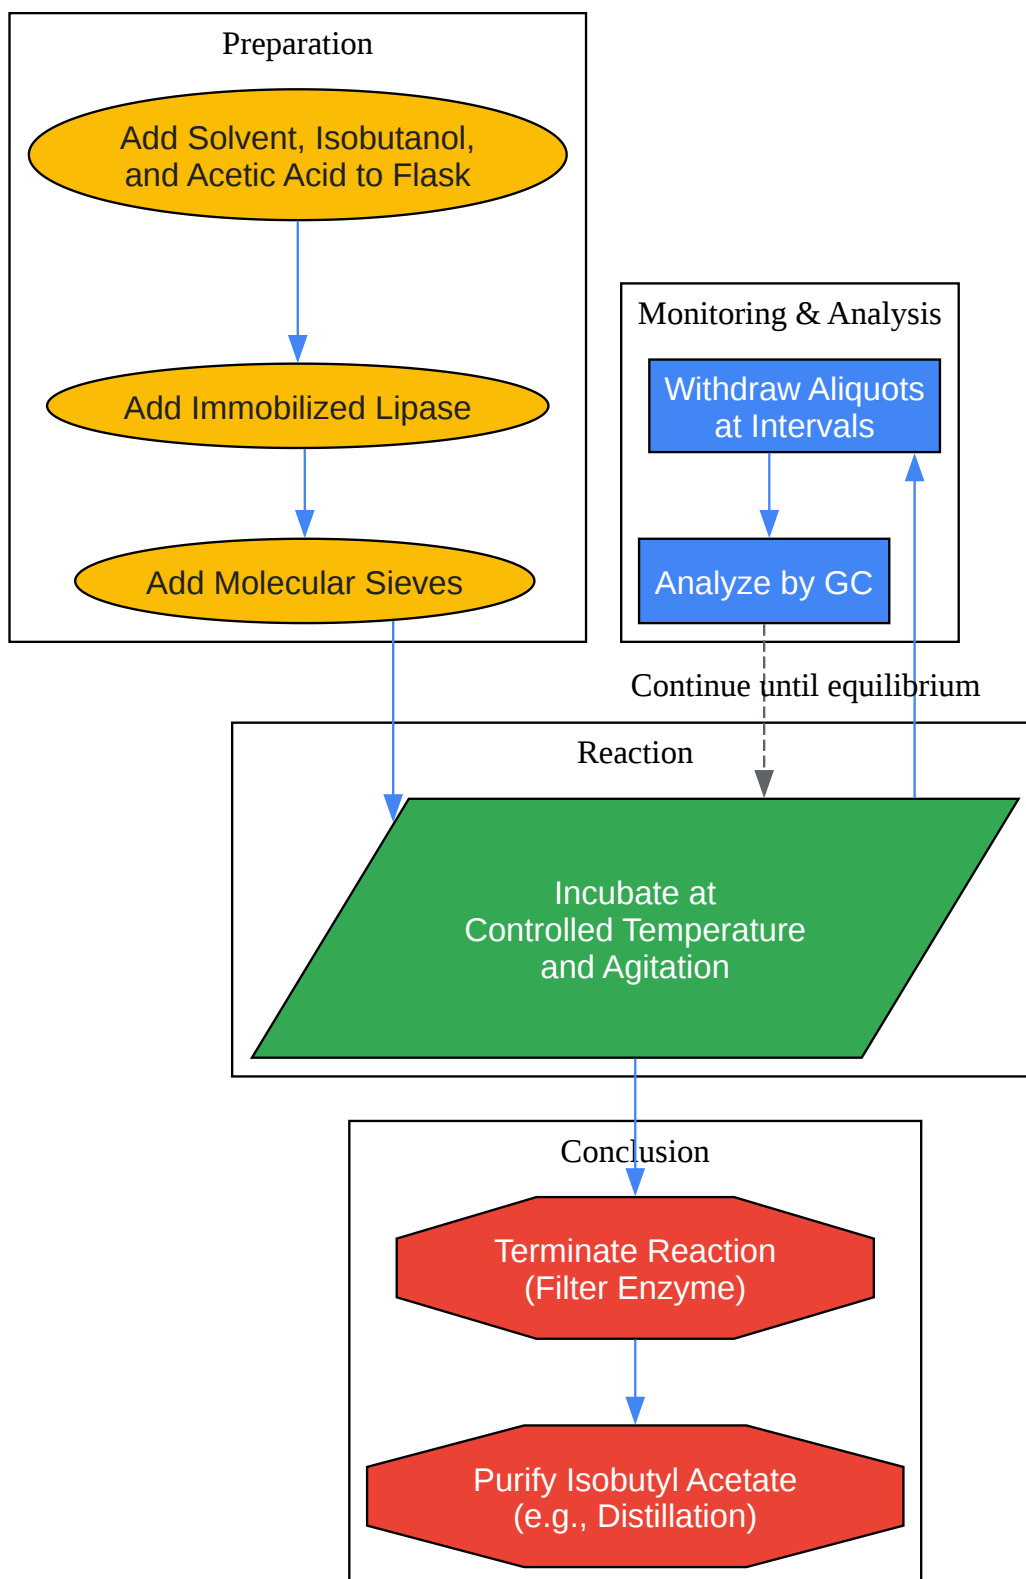 Preparation
Add Solvent, Isobutanol,
and Acetic Acid to Flask
Add Immobilized Lipase
Add Molecular Sieves
Monitoring & Analysis
Withdraw Aliquots
at Intervals
Analyze by GC
Continue until equilibrium
Reaction
Incubate at
Controlled Temperature
and Agitation
Conclusion
Terminate Reaction
(Filter Enzyme)
Purify Isobutyl Acetate
(e.g., Distillation)